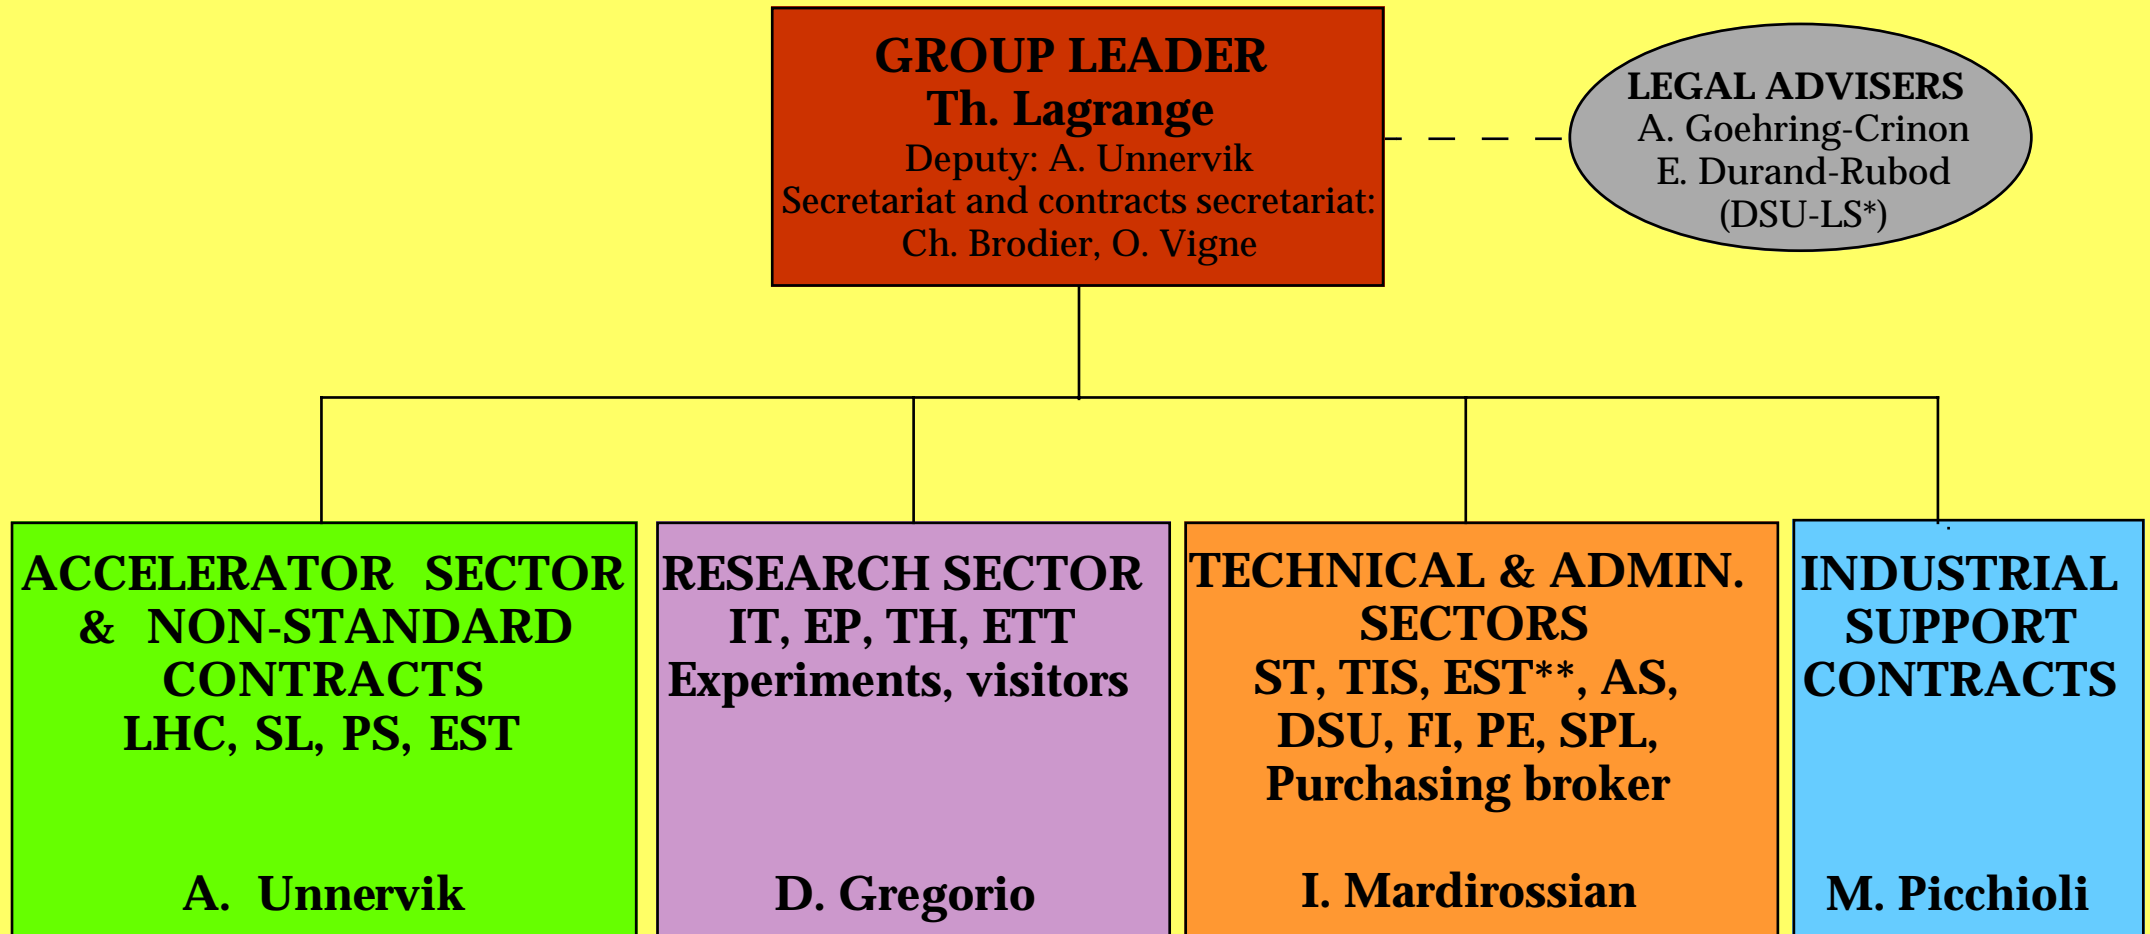 GROUP LEADER
Th. Lagrange
Deputy: A. Unnervik
Secretariat and contracts secretariat:
Ch. Brodier, O. Vigne
LEGAL ADVISERS
A. Goehring-Crinon
E. Durand-Rubod
(DSU-LS*)
ACCELERATOR SECTOR
& NON-STANDARD
CONTRACTS
LHC, SL, PS, EST
A. Unnervik
RESEARCH SECTOR
IT, EP, TH, ETT
Experiments, visitors
D. Gregorio
TECHNICAL & ADMIN.
SECTORS
ST, TIS, EST**, AS,
DSU, FI, PE, SPL,
Purchasing broker
I. Mardirossian
INDUSTRIAL
SUPPORT
CONTRACTS
M. Picchioli